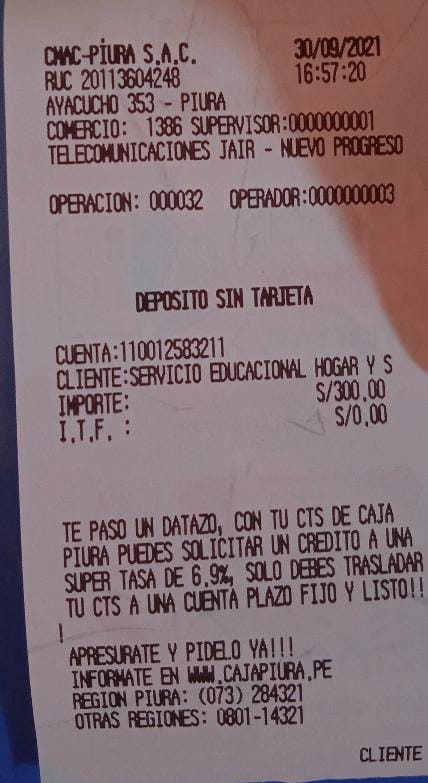 CMAC-PIURA S.A.C. 30/09/2021
RUC 20113604248 16:57:20
AYACUCHO 353 - PIURA
COMERCIO: 1386 SUPERVISOR:0000000001
TELECOMUNICACIONES JAIR - NUEVO PROGRESO
OPERACION: 000032 OPERADOR:0000000003
DEPOSITO SIN TARJETA
CUENTA:110012583211
CLIENTE:SERVICIO EDUCACIONAL HOGAR Y S
IMPORTE: S/300.00
I.T.F. : S/0.00
TE PASO UN DATAZO, CON TU CTS DE CAJA
PIURA PUEDES SOLICITAR UN CREDITO A UNA
SUPER TASA DE 6.9%, SOLO DEBES TRASLADAR
TU CTS A UNA CUENTA PLAZO FIJO Y LISTO!!
!
APRESURATE Y PIDELO YA!!!
INFORMATE EN WWW.CAJAPIURA.PE
REGION PIURA: (073) 284321
OTRAS REGIONES: 0801-14321
CLIENTE